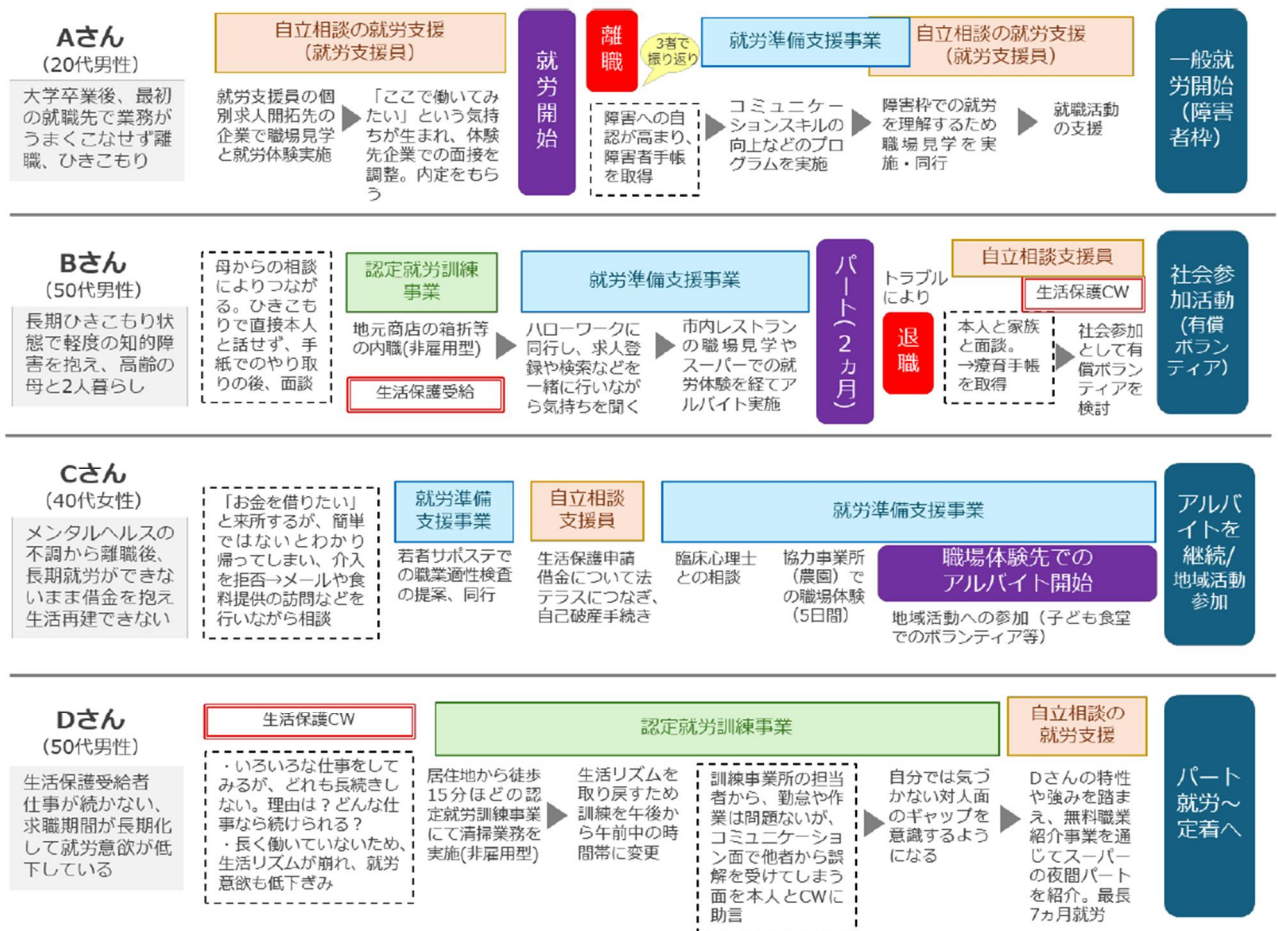 Aさん
(20代男性)
大学卒業後、最初
の就職先で業務が
うまくこなせず離
職、ひきこもり
自立相談の就労支援
(就労支援員)
就労支援員の個
別求人開拓先の
企業で職場見学
と就労体験実施
「ここで働いてみ
たい」という気持
ちが生まれ、体験
先企業での面接を
調整。内定をもら
う
就労開始
離職
3者で
振り返り
障害への自
認が高まり、
障害者手帳
を取得
就労準備支援事業
コミュニケー
ションスキルの
向上などのプロ
グラムを実施
自立相談の就労支援
(就労支援員)
障害枠での就労
を理解するため
職場見学を実
施・同行
就職活動
の支援
一般就
労開始
(障害
者枠)
Bさん
(50代男性)
長期ひきこもり状
態で軽度の知的障
害を抱え、高齢の
母と2人暮らし
母からの相談
によりつなが
る。ひきこも
りで直接本人
と話せず、手
紙でのやり取
りの後、面談
認定就労訓練
事業
地元商店の箱折等
の内職(非雇用型)
生活保護受給
就労準備支援事業
ハローワークに
同行し、求人登
録や検索などを
一緒に行いなが
ら気持ちを聞く
市内レストラン
の職場見学や
スーパーでの就
労体験を経てア
ルバイト実施
パート(2ヵ月)
トラブル
により
退職
自立相談支援員
生活保護CW
本人と家族
と面談。
→療育手帳
を取得
社会参加
として有
償ボラン
ティアを
検討
社会参
加活動
(有償
ボラン
ティア)
Cさん
(40代女性)
メンタルヘルスの
不調から離職後、
長期就労ができな
いまま借金を抱え
生活再建できない
「お金を借りたい」
と来所するが、簡単
ではないとわかり
帰ってしまい、介入
を拒否→メールや食
料提供の訪問などを
行いながら相談
就労準備
支援事業
若者サポステで
の職業適性検査
の提案、同行
自立相談
支援員
生活保護申請
借金について法
テラスにつなぎ、
自己破産手続き
就労準備支援事業
臨床心理士
との相談
協力事業所
(農園)で
の職場体験
(5日間)
職場体験先での
アルバイト開始
地域活動への参加(子ども食堂
でのボランティア等)
アルバ
イトを
継続/
地域活動
参加
Dさん
(50代男性)
生活保護受給者
仕事が続かない、
求職期間が長期化
して就労意欲が低
下している
生活保護CW
・いろいろな仕事をして
みるが、どれも長続きし
ない。理由は?どんな仕
事なら続けられる?
・長く働いていないため、
生活リズムが崩れ、就労
意欲も低下ぎみ
認定就労訓練事業
居住地から徒歩
15分ほどの認
定就労訓練事業
にて清掃業務を
実施(非雇用型)
生活リズムを
取り戻すため
訓練を午後か
ら午前中の時
間帯に変更
訓練事業所の担当
者から、勤怠や作
業は問題ないが、
コミュニケーショ
ン面で他者から誤
解を受けてしまう
面を本人とCWに
助言
自分では気づ
かない対人面
のギャップを
意識するよう
になる
自立相談の
就労支援
Dさんの特性
や強みを踏ま
え、無料職業
紹介事業を通
じてスーパー
の夜間パート
を紹介。最長
7ヵ月就労
パート
就労～
定着へ